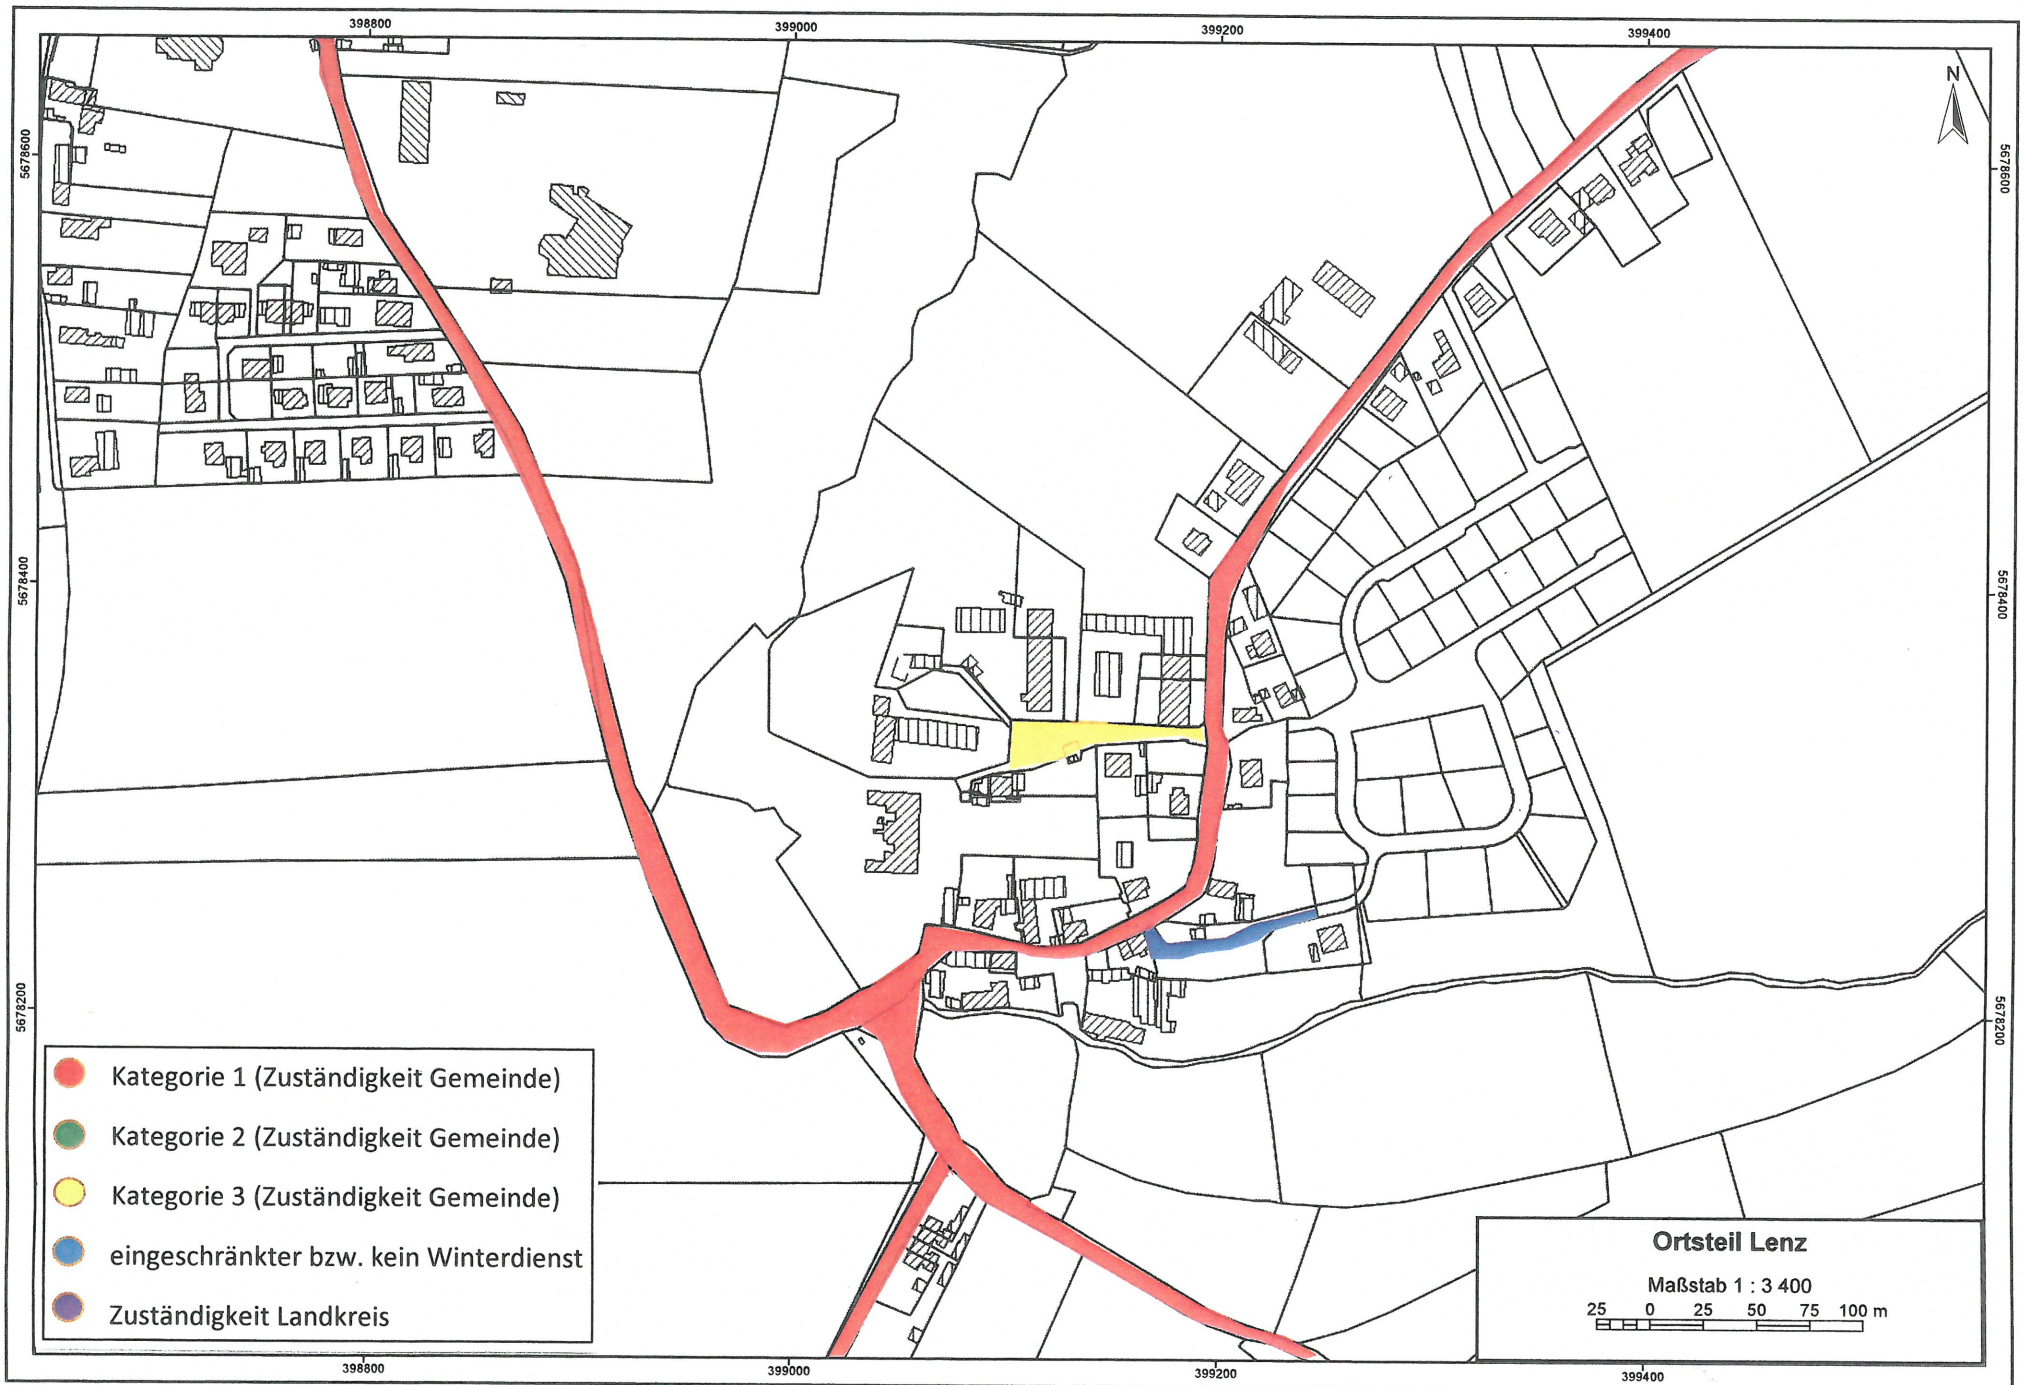 398800
399000
399200
399400
N
5678600
5678600
5678400
5678400
5678200
5678200
Kategorie 1 (Zuständigkeit Gemeinde)
Kategorie 2 (Zuständigkeit Gemeinde)
Kategorie 3 (Zuständigkeit Gemeinde)
eingeschränkter bzw. kein Winterdienst
Zuständigkeit Landkreis
Ortsteil Lenz
Maßstab 1 : 3 400
25 0 25 50 75 100 m
398800
399000
399200
399400